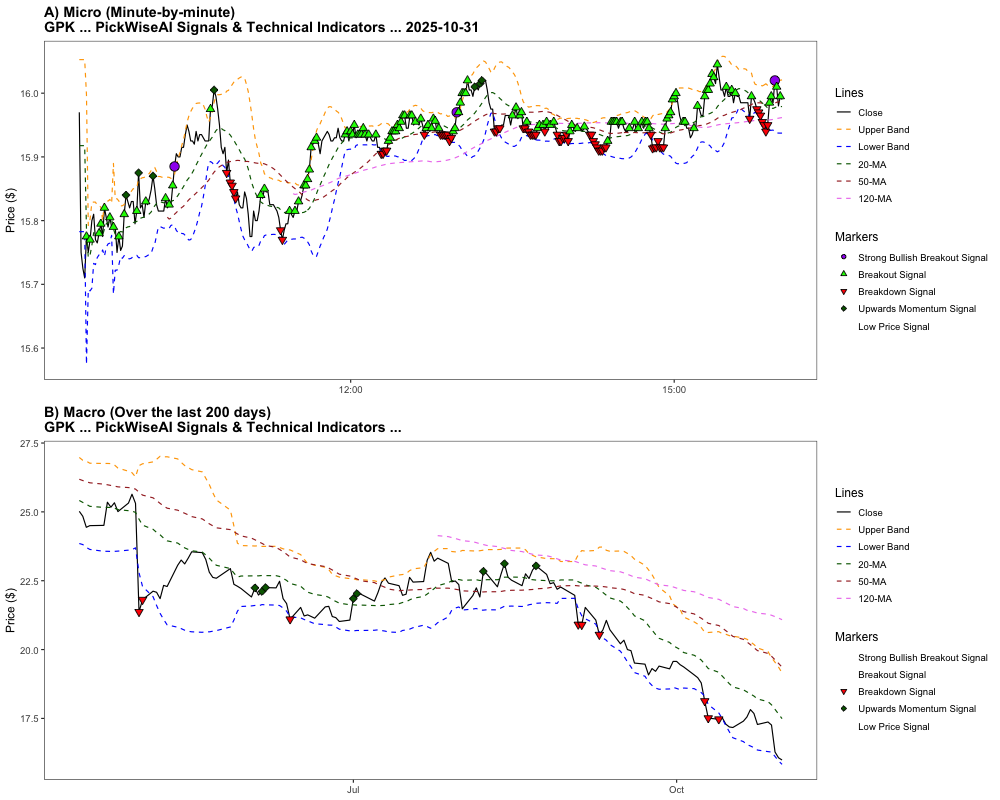 A) Micro (Minute-by-minute)
GPK ... PickWiseAI Signals & Technical Indicators ... 2025-10-31
Price ($)
16.0
15.9
15.8
15.7
15.6
12:00
15:00
Lines
Close
Upper Band
Lower Band
20-MA
50-MA
120-MA
Markers
Strong Bullish Breakout Signal
Breakout Signal
Breakdown Signal
Upwards Momentum Signal
Low Price Signal
B) Macro (Over the last 200 days)
GPK ... PickWiseAI Signals & Technical Indicators ...
Price ($)
27.5
25.0
22.5
20.0
17.5
Jul
Oct
Lines
Close
Upper Band
Lower Band
20-MA
50-MA
120-MA
Markers
Strong Bullish Breakout Signal
Breakout Signal
Breakdown Signal
Upwards Momentum Signal
Low Price Signal